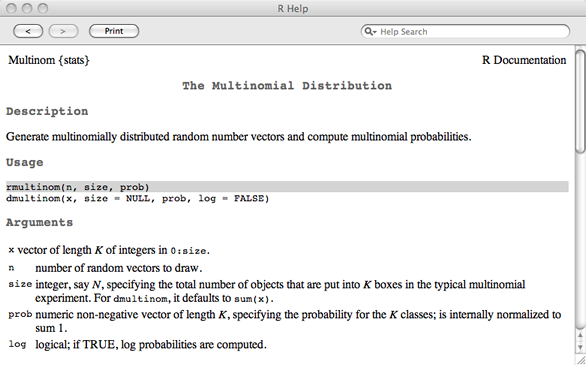 R Help
< > Print Help Search
Multinom {stats} R Documentation
The Multinomial Distribution
Description
Generate multinomially distributed random number vectors and compute multinomial probabilities.
Usage
rmultinom(n, size, prob)
dmultinom(x, size = NULL, prob, log = FALSE)
Arguments
x vector of length K of integers in 0:size.
n number of random vectors to draw.
size integer, say N, specifying the total number of objects that are put into K boxes in the typical multinomial
experiment. For dmultinom, it defaults to sum(x).
prob numeric non-negative vector of length K, specifying the probability for the K classes; is internally normalized to
sum 1.
log logical; if TRUE, log probabilities are computed.